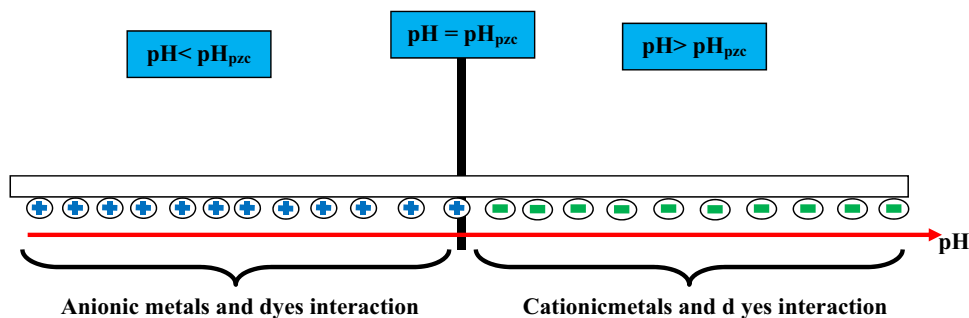 pH< pHpzc
pH = pHpzc
pH> pHpzc
pH
Anionic metals and dyes interaction
Cationicmetals and d yes interaction